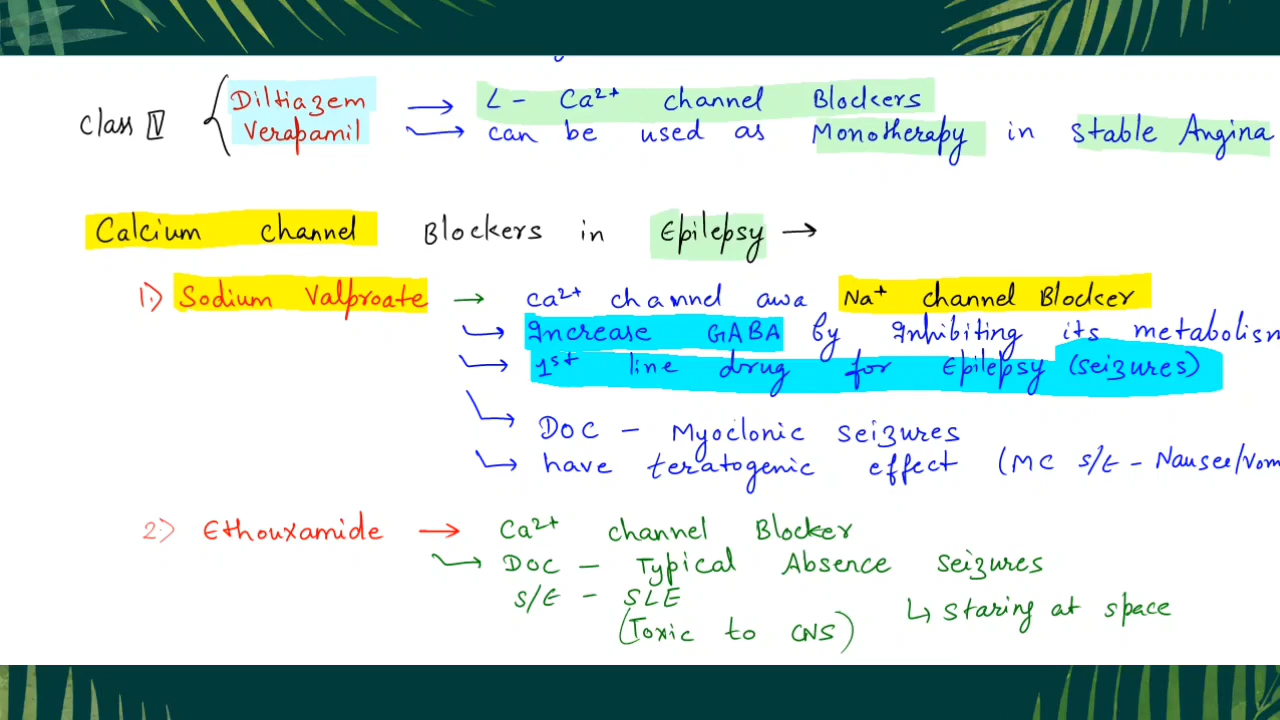 Class IV { Diltiazem → L - Ca2+ channel Blockers
Verapamil → can be used as Monotherapy in stable Angina
Calcium channel Blockers in Epilepsy →
1.) Sodium Valproate → Ca2+ channel awa Na+ channel Blocker
↳ Increase GABA by Inhibiting its metabolism
↳ 1st line drug for Epilepsy (seizures)
↳ DOC - Myoclonic seizures
↳ have teratogenic effect (MC S/E - Nausee/Vom
2.) Ethouxamide → Ca2+ channel Blocker
↳ DOC - Typical Absence seizures
S/E - SLE ↳ staring at space
(Toxic to CNS)